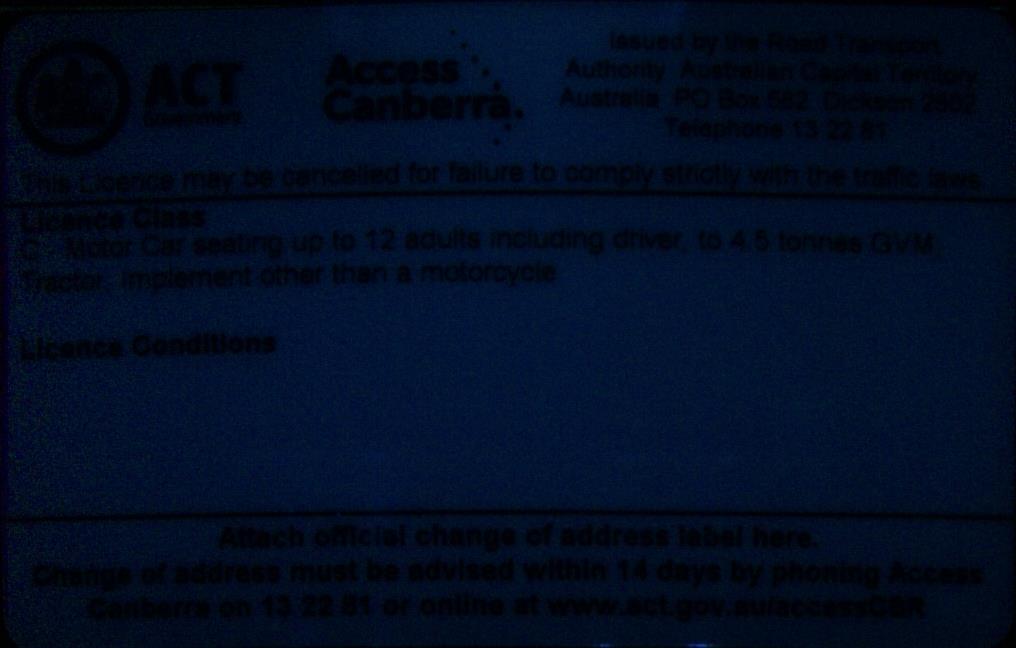 ACT
Government
Access
Canberra.
Issued by the Road Transport
Authority Australian Capital Territory
Australia PO Box 582 Dickson 2602
Telephone 13 22 81
This Licence may be cancelled for failure to comply strictly with the traffic laws.
Licence Class
C - Motor Car seating up to 12 adults including driver, to 4.5 tonnes GVM,
Tractor, Implement other than a motorcycle
Licence Conditions
Attach official change of address label here.
Change of address must be advised within 14 days by phoning Access
Canberra on 13 22 81 or online at www.act.gov.au/accessCBR